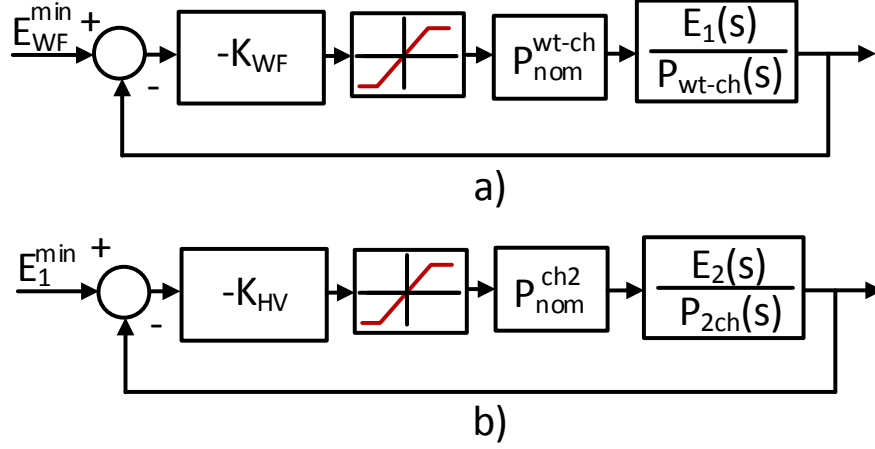 E_WF^min + - -K_WF P_nom^wt-ch E_1(s) / P_wt-ch(s)
a)
E_1^min + - -K_HV P_nom^ch2 E_2(s) / P_2ch(s)
b)